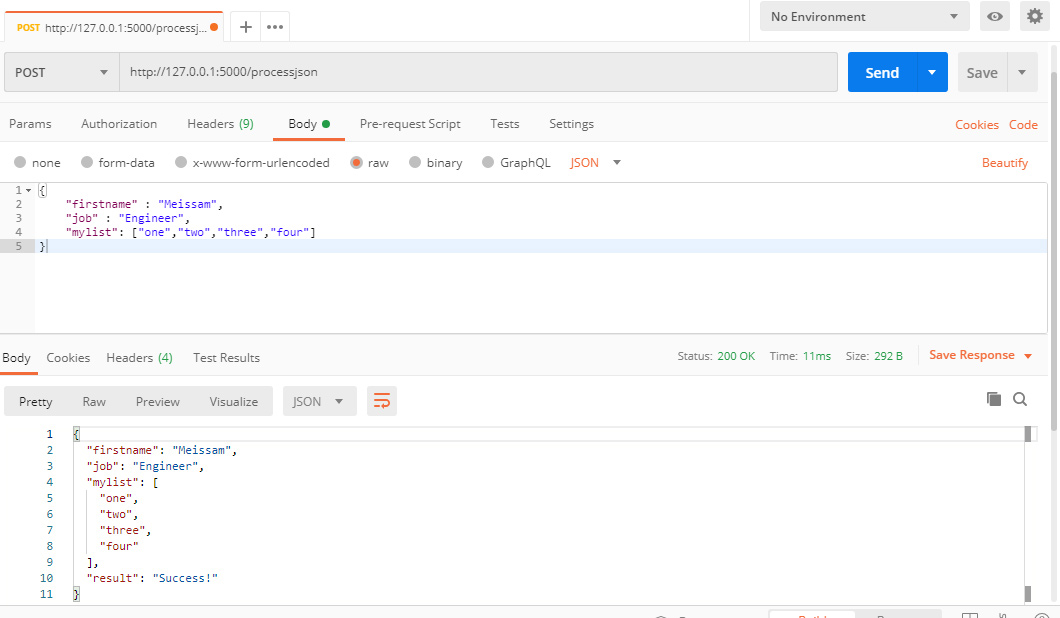 POST http://127.0.0.1:5000/processj... + ••• No Environment
POST http://127.0.0.1:5000/processjson Send Save
Params Authorization Headers (9) Body Pre-request Script Tests Settings Cookies Code
none form-data x-www-form-urlencoded raw binary GraphQL JSON Beautify
1 {
2 "firstname" : "Meissam",
3 "job" : "Engineer",
4 "mylist": ["one","two","three","four"]
5 }
Body Cookies Headers (4) Test Results Status: 200 OK Time: 11ms Size: 292 B Save Response
Pretty Raw Preview Visualize JSON
1 {
2 "firstname": "Meissam",
3 "job": "Engineer",
4 "mylist": [
5 "one",
6 "two",
7 "three",
8 "four"
9 ],
10 "result": "Success!"
11 }